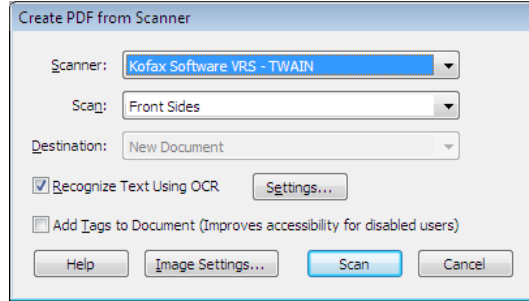 Create PDF from Scanner
Scanner: Kofax Software VRS - TWAIN
Scan: Front Sides
Destination: New Document
Recognize Text Using OCR Settings...
Add Tags to Document (Improves accessibility for disabled users)
Help Image Settings... Scan Cancel